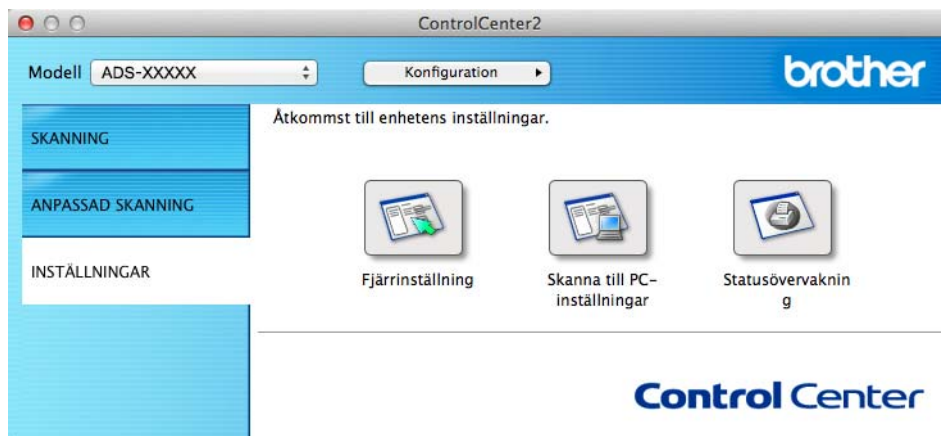 ControlCenter2
Modell ADS-XXXXX Konfiguration brother
SKANNING
ANPASSAD SKANNING
INSTÄLLNINGAR
Åtkommst till enhetens inställningar.
Fjärrinställning
Skanna till PC-
inställningar
Statusövervaknin
g
Control Center